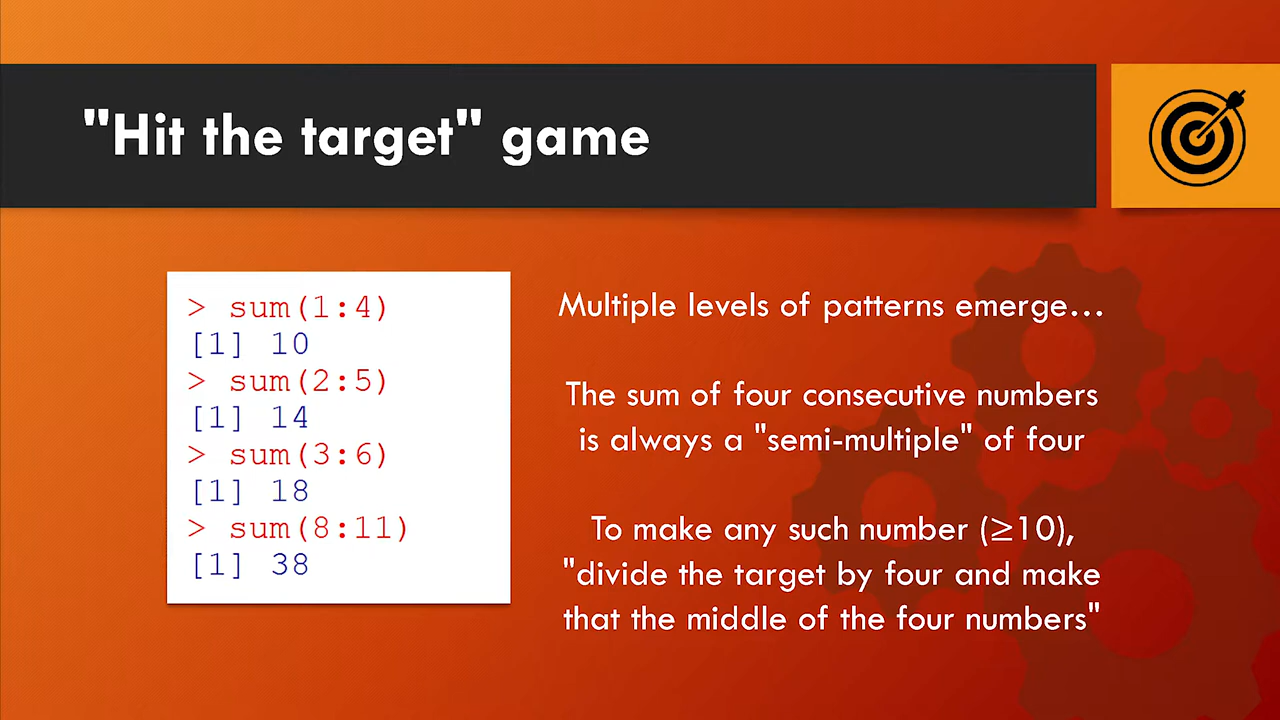 "Hit the target" game
> sum(1:4)
[1] 10
> sum(2:5)
[1] 14
> sum(3:6)
[1] 18
> sum(8:11)
[1] 38
Multiple levels of patterns emerge...
The sum of four consecutive numbers
is always a "semi-multiple" of four
To make any such number (≥10),
"divide the target by four and make
that the middle of the four numbers"